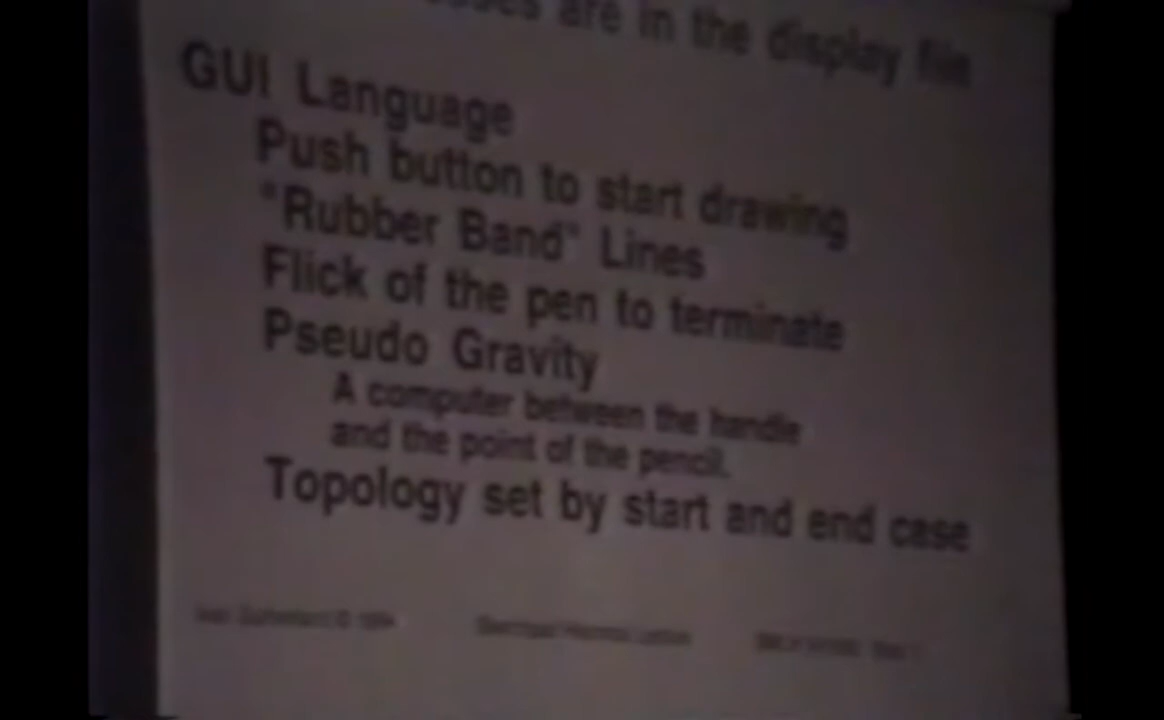 are in the display file
GUI Language
Push button to start drawing
"Rubber Band" Lines
Flick of the pen to terminate
Pseudo Gravity
A computer between the handle
and the point of the pencil.
Topology set by start and end case